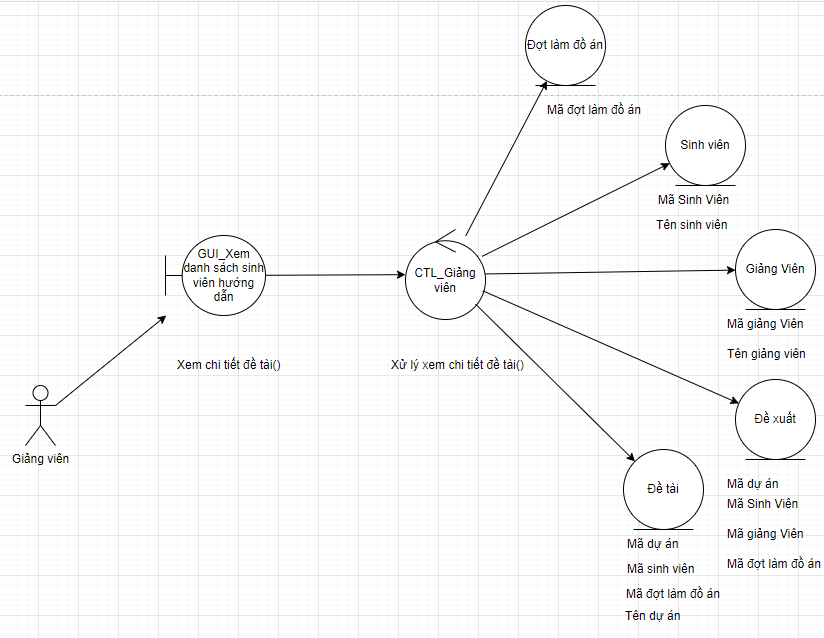 Đợt làm đồ án
Mã đợt làm đồ án
Sinh viên
Mã Sinh Viên
Tên sinh viên
GUI_Xem
danh sách sinh
viên hướng
dẫn
CTL_Giảng
viên
Giảng Viên
Mã giảng Viên
Tên giảng viên
Xem chi tiết đề tài()
Xử lý xem chi tiết đề tài()
Giảng viên
Đề xuất
Mã dự án
Mã Sinh Viên
Mã giảng Viên
Mã đợt làm đồ án
Đề tài
Mã dự án
Mã sinh viên
Mã đợt làm đồ án
Tên dự án